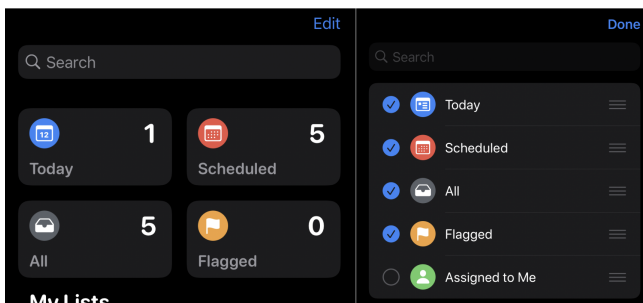 Edit
Search
12
1
Today
5
Scheduled
5
All
0
Flagged
My Lists
Done
Search
Today
Scheduled
All
Flagged
Assigned to Me